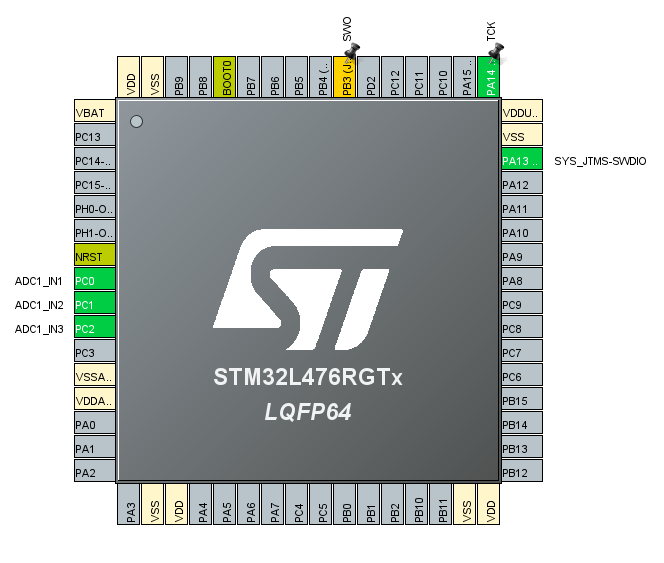 SWO
TCK
VDD
VSS
PB9
PB8
BOOT0
PB7
PB6
PB5
PB4 (..
PB3 (J..
PD2
PC12
PC11
PC10
PA15 ..
PA14 ..
VBAT
PC13
PC14-..
PC15-..
PH0-O..
PH1-O..
NRST
ADC1_IN1 PC0
ADC1_IN2 PC1
ADC1_IN3 PC2
PC3
VSSA..
VDDA..
PA0
PA1
PA2
VDDU..
VSS
PA13 .. SYS_JTMS-SWDIO
PA12
PA11
PA10
PA9
PA8
PC9
PC8
PC7
PC6
PB15
PB14
PB13
PB12
ST
STM32L476RGTx
LQFP64
PA3
VSS
VDD
PA4
PA5
PA6
PA7
PC4
PC5
PB0
PB1
PB2
PB10
PB11
VSS
VDD